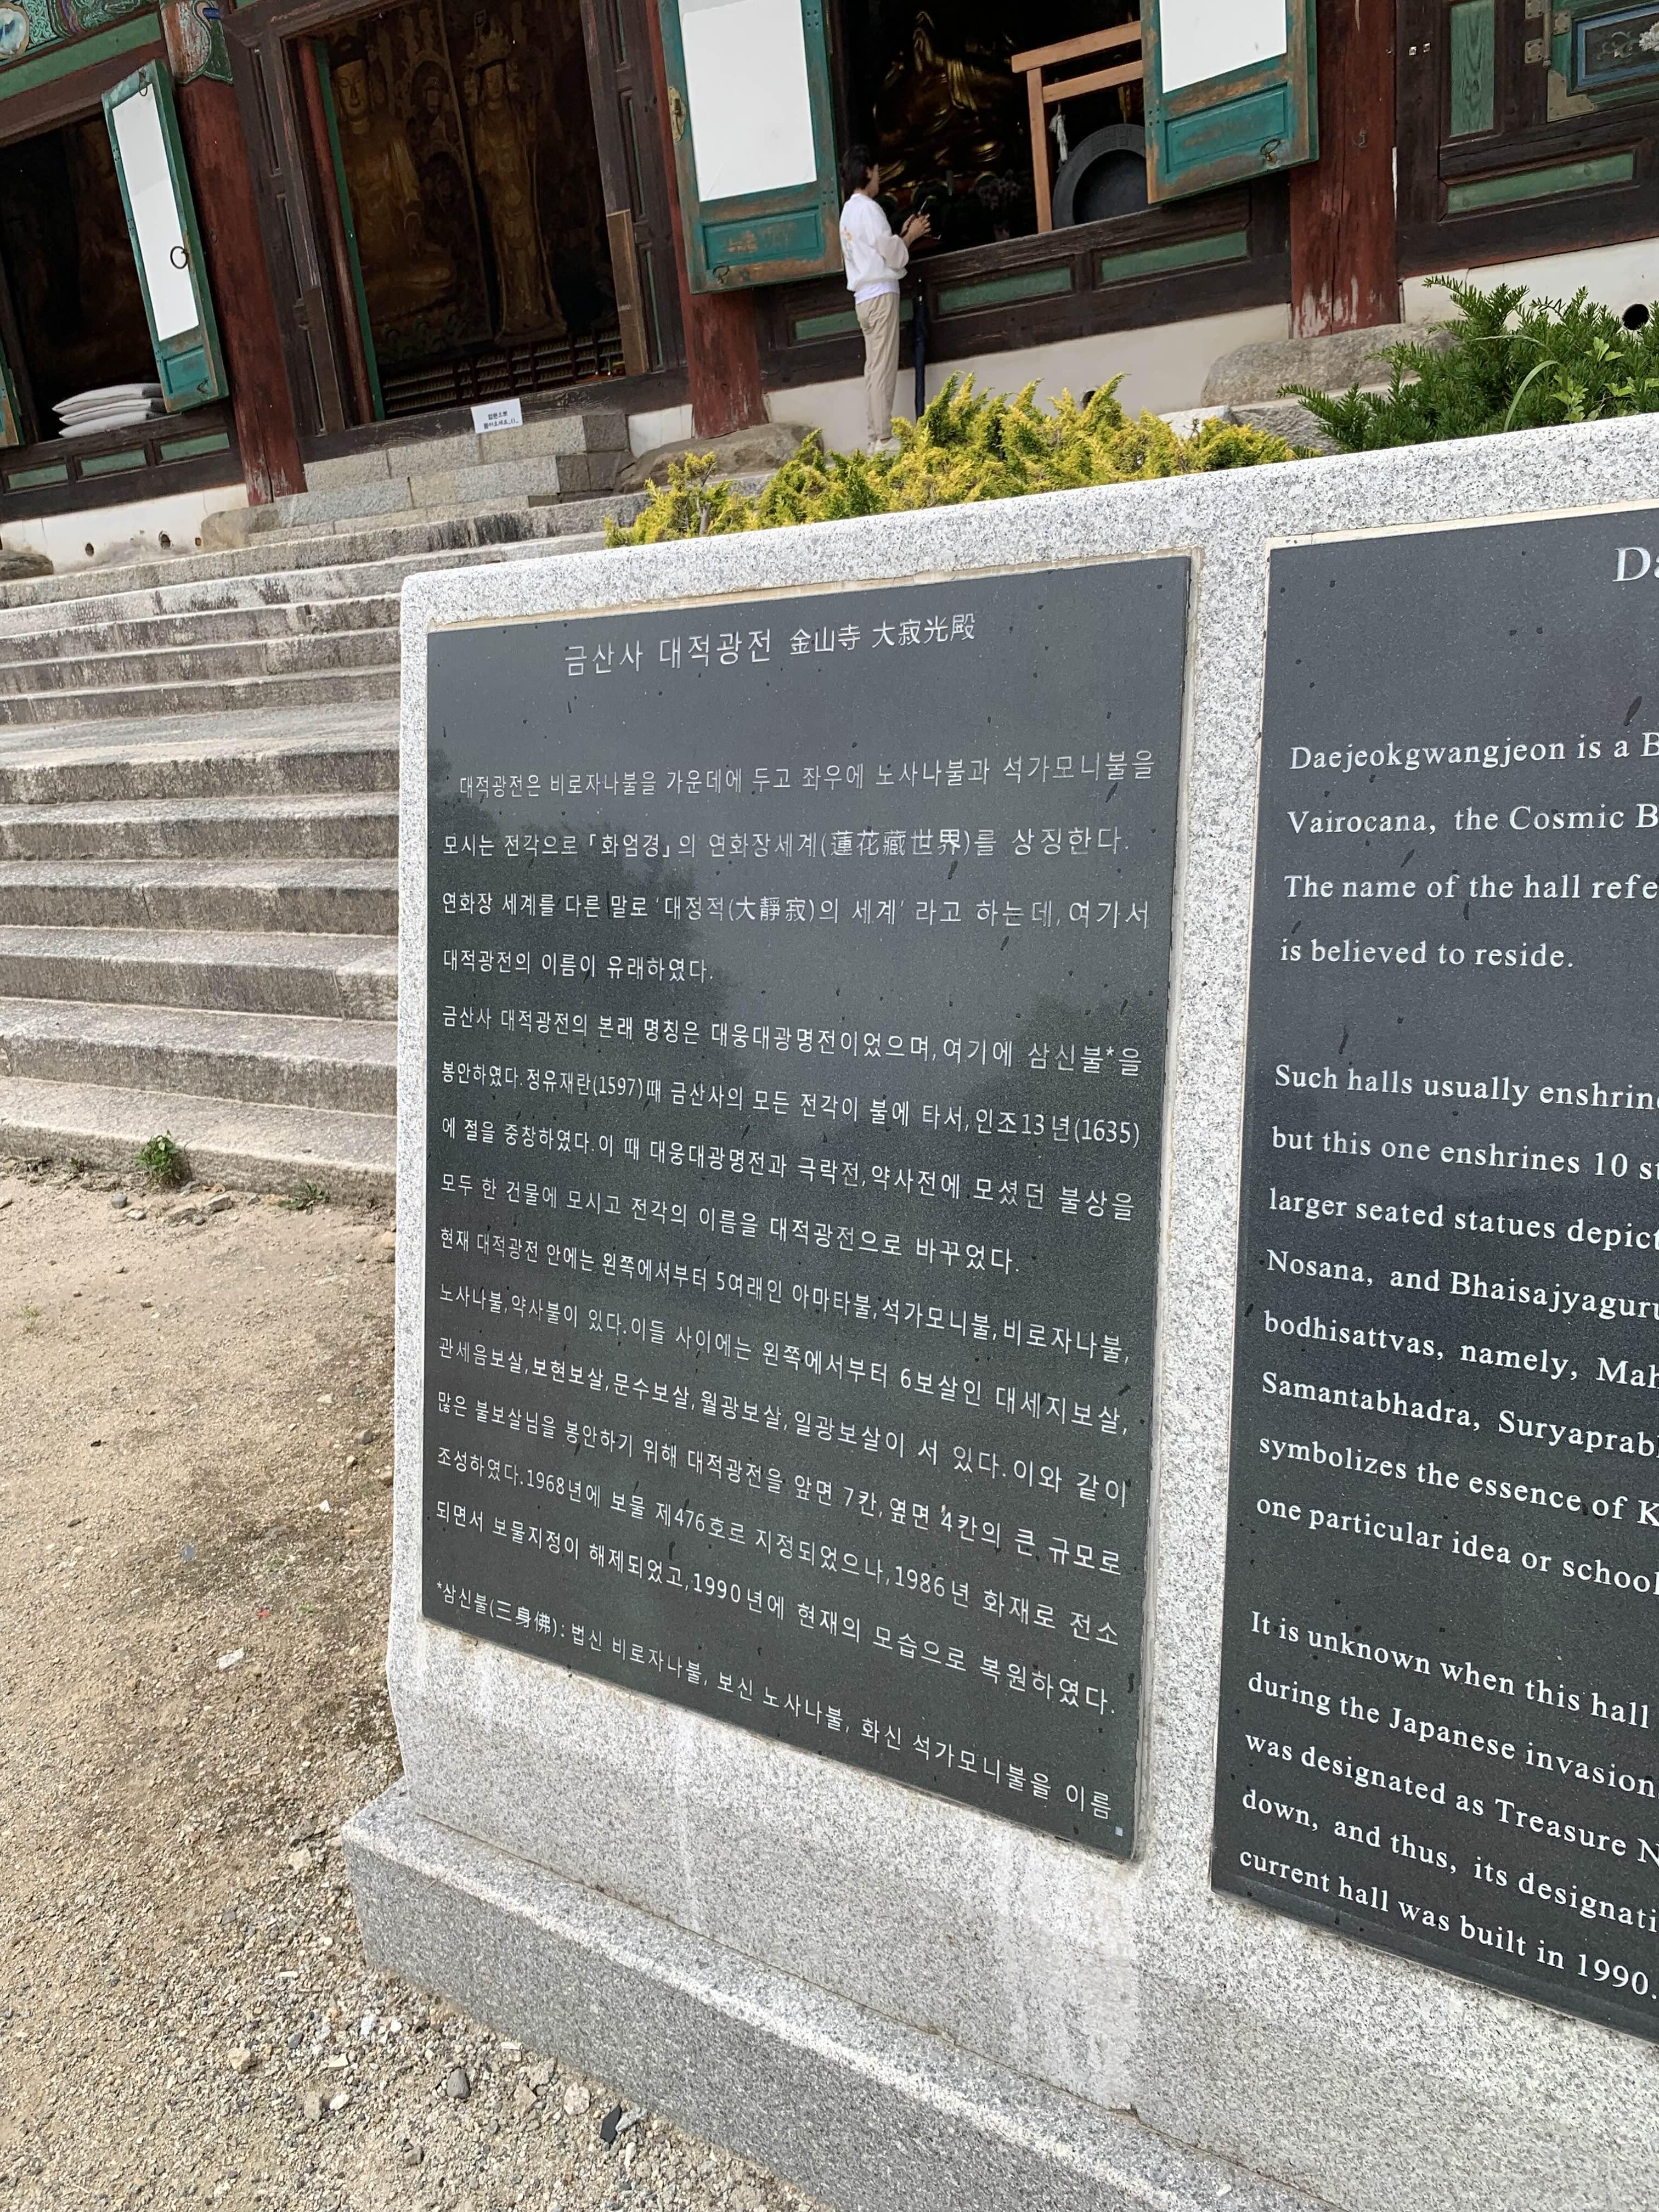 금산사 대적광전 金山寺 大寂光殿
대적광전은 비로자나불을 가운데에 두고 좌우에 노사나불과 석가모니불을
모시는 전각으로 「화엄경」의 연화장세계(蓮花藏世界)를 상징한다.
연화장 세계를 다른 말로 '대정적(大靜寂)의 세계' 라고 하는데, 여기서
대적광전의 이름이 유래하였다.
금산사 대적광전의 본래 명칭은 대웅대광명전이었으며, 여기에 삼신불*을
봉안하였다. 정유재란(1597)때 금산사의 모든 전각이 불에 타서, 인조13년(1635)
에 절을 중창하였다. 이 때 대웅대광명전과 극락전, 약사전에 모셨던 불상을
모두 한 건물에 모시고 전각의 이름을 대적광전으로 바꾸었다.
현재 대적광전 안에는 왼쪽에서부터 5여래인 아마타불, 석가모니불, 비로자나불,
노사나불, 약사불이 있다. 이들 사이에는 왼쪽에서부터 6보살인 대세지보살,
관세음보살, 보현보살, 문수보살, 월광보살, 일광보살이 서 있다. 이와 같이
많은 불보살님을 봉안하기 위해 대적광전을 앞면 7칸, 옆면 4칸의 큰 규모로
조성하였다. 1968년에 보물 제476호로 지정되었으나, 1986년 화재로 전소
되면서 보물지정이 해제되었고, 1990년에 현재의 모습으로 복원하였다.
*삼신불(三身佛): 법신 비로자나불, 보신 노사나불, 화신 석가모니불을 이름
Da
Daejeokgwangjeon is a B
Vairocana, the Cosmic B
The name of the hall refe
is believed to reside.
Such halls usually enshrin
but this one enshrines 10 st
larger seated statues depict
Nosana, and Bhaisajyaguru
bodhisattvas, namely, Mah
Samantabhadra, Suryaprab
symbolizes the essence of K
one particular idea or school
It is unknown when this hall
during the Japanese invasion
was designated as Treasure N
down, and thus, its designati
current hall was built in 1990.